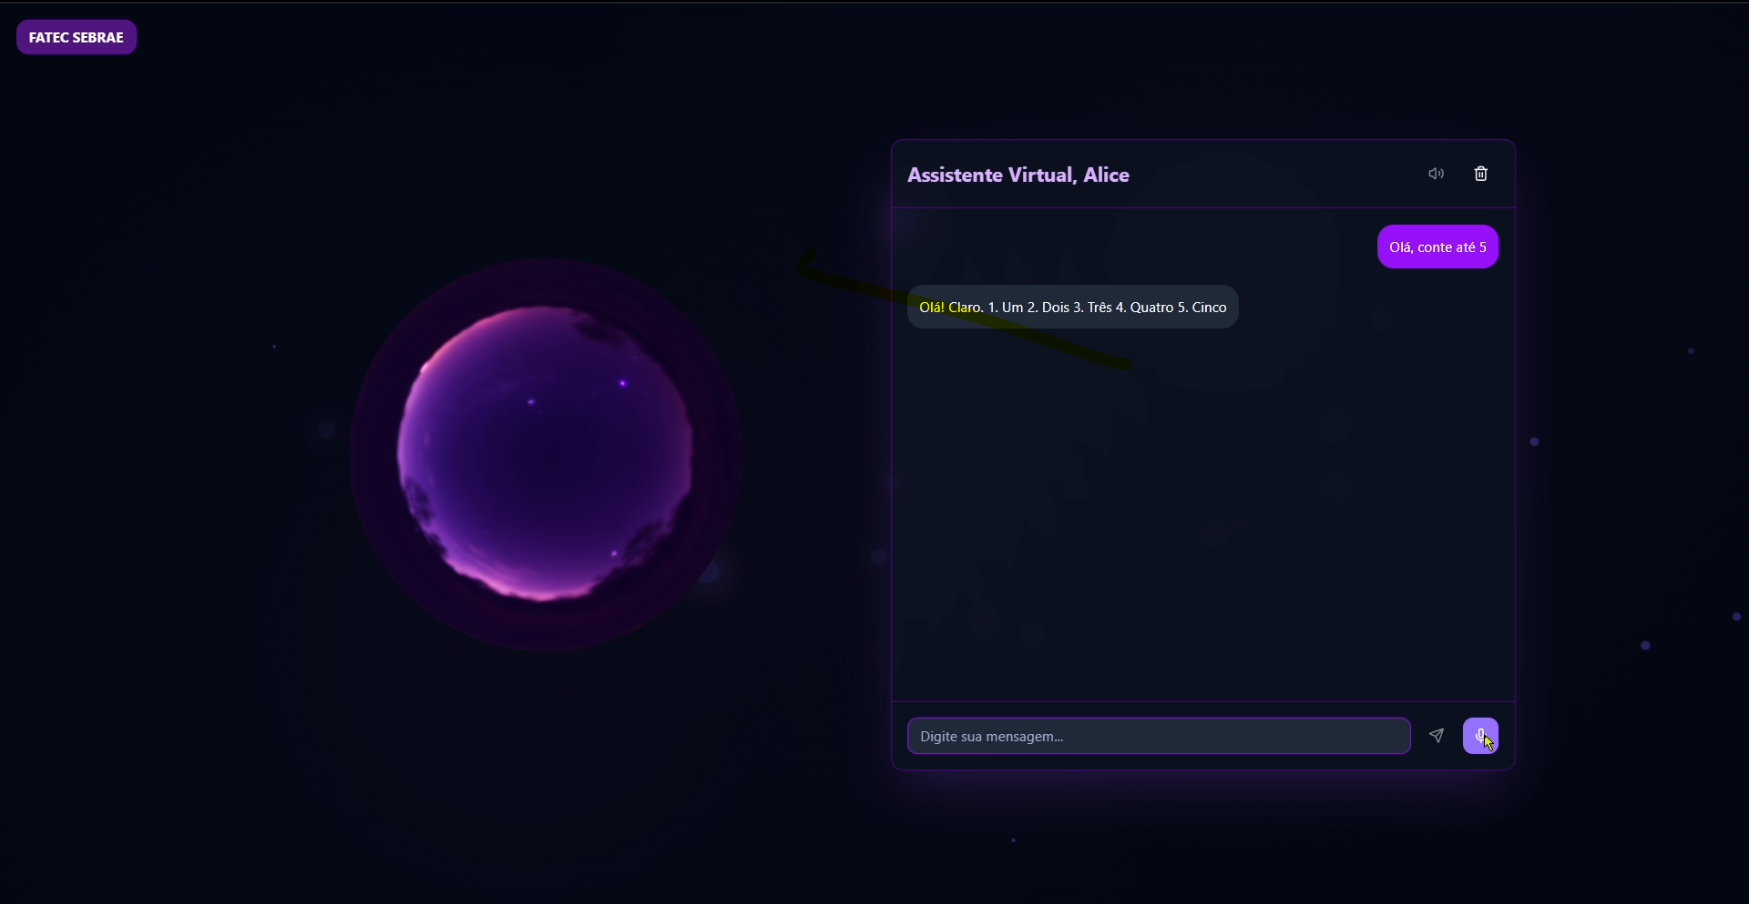 FATEC SEBRAE
Assistente Virtual, Alice
Olá, conte até 5
Olá! Claro. 1. Um 2. Dois 3. Três 4. Quatro 5. Cinco
Digite sua mensagem...